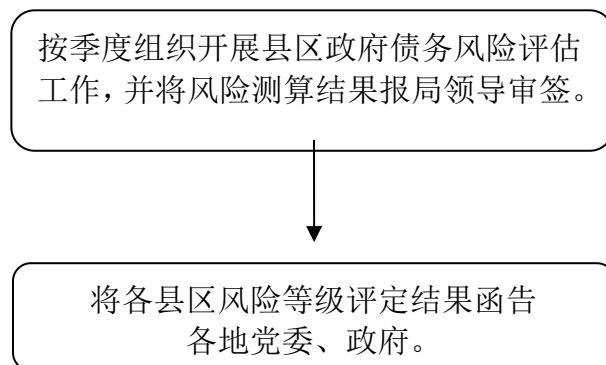 按季度组织开展县区政府债务风险评估
工作，并将风险测算结果报局领导审签。
将各县区风险等级评定结果函告
各地党委、政府。